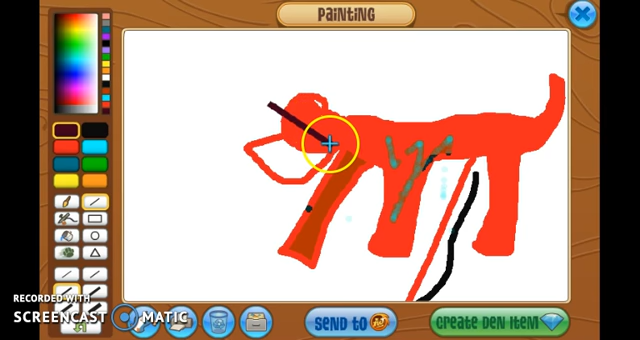 PAINTING
RECORDED WITH
SCREENCAST MATIC
SEND TO
CREATE DEN ITEM